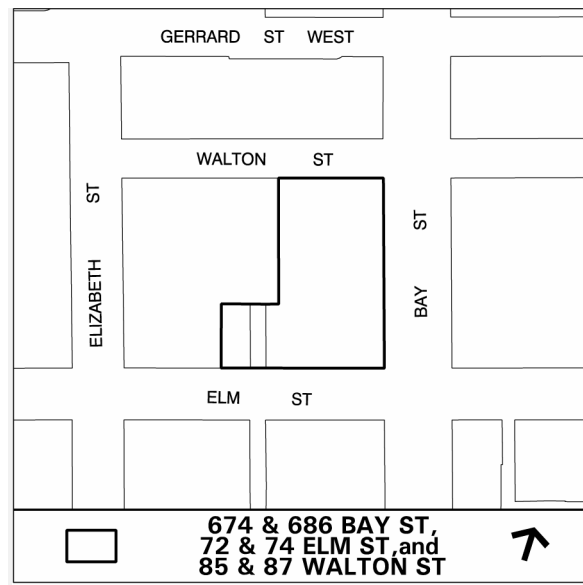 GERRARD ST WEST
WALTON ST
ELIZABETH ST
BAY ST
ELM ST
674 & 686 BAY ST,
72 & 74 ELM ST,and
85 & 87 WALTON ST